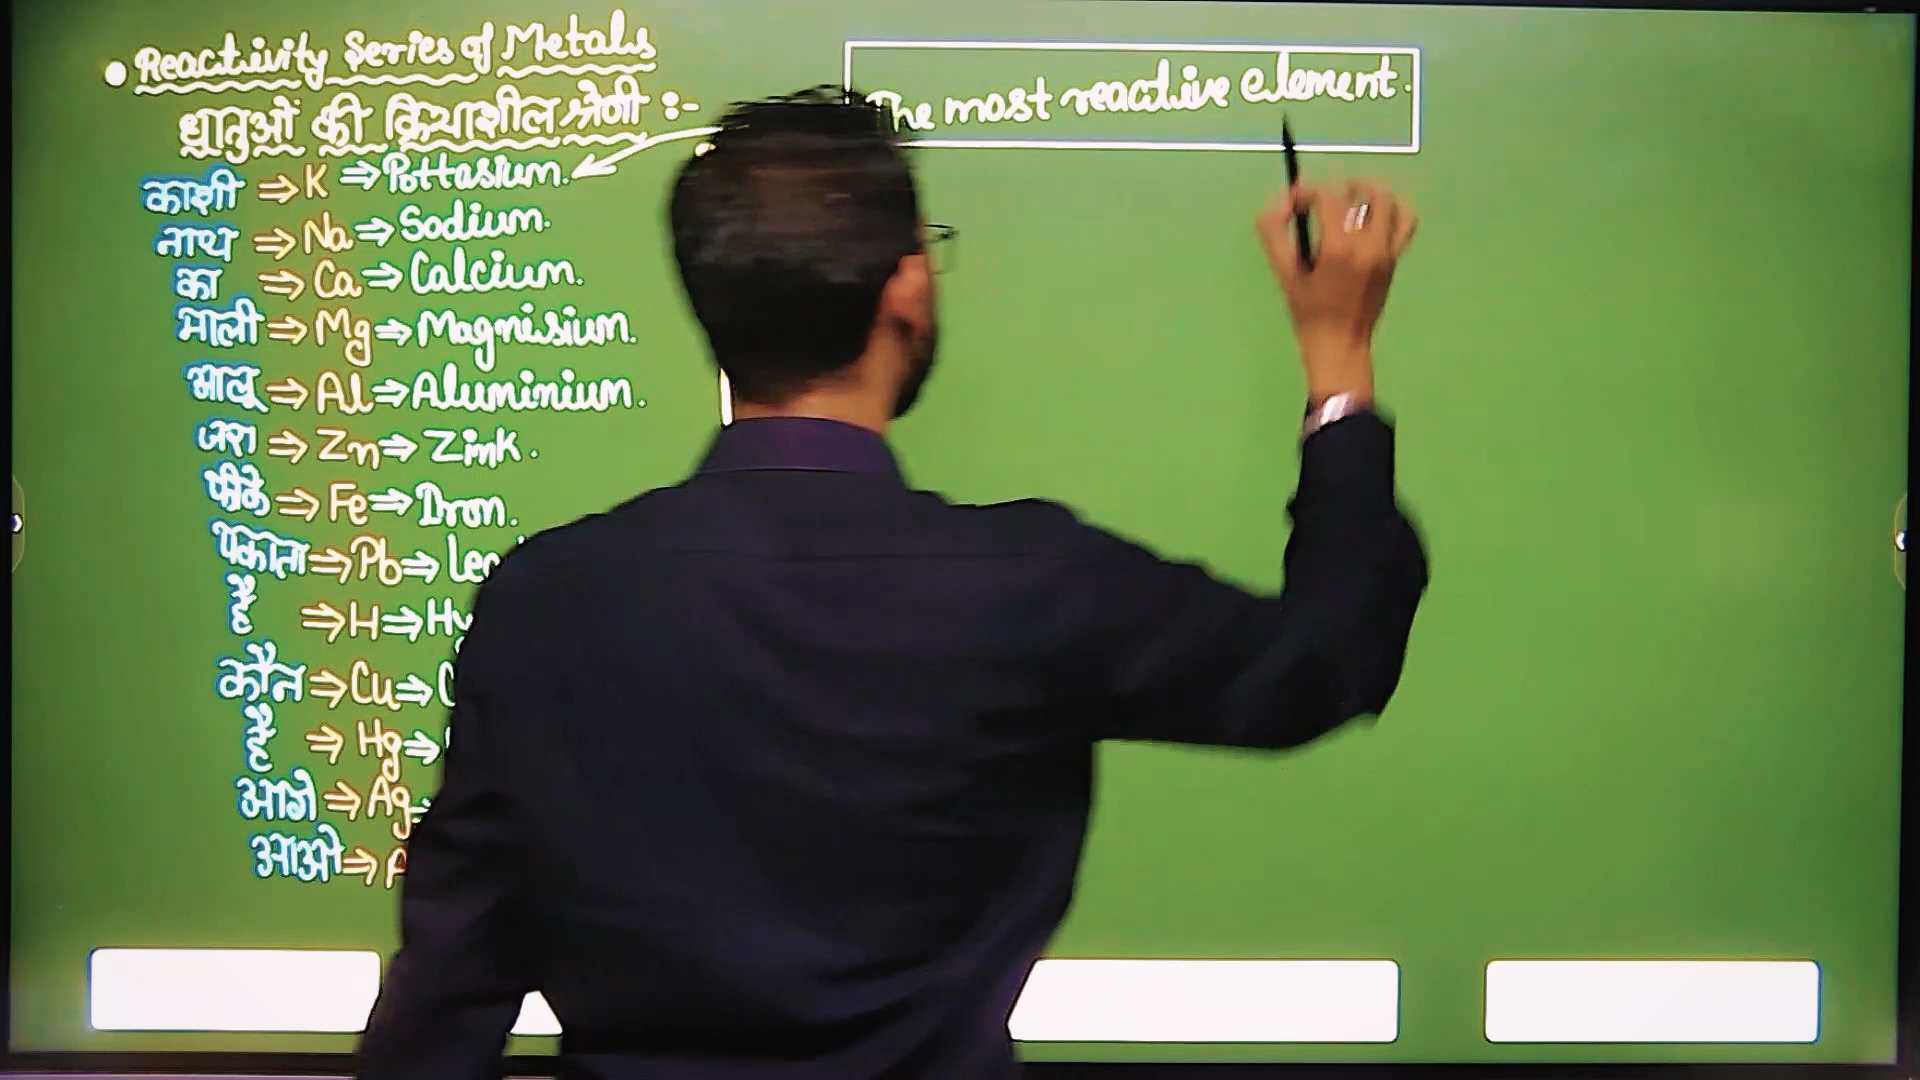 • Reactivity Series of Metals
धातुओं की क्रियाशील श्रेणी :-
The most reactive element.
काशी ⇒ K ⇒ Pottasium.
नाथ ⇒ Na ⇒ Sodium.
का ⇒ Ca ⇒ Calcium.
माली ⇒ Mg ⇒ Magnisium.
आलू ⇒ Al ⇒ Aluminium.
जरा ⇒ Zn ⇒ Zink.
फीके ⇒ Fe ⇒ Iron.
पकाता ⇒ Pb ⇒
है ⇒ H ⇒
कौन ⇒ Cu ⇒
है ⇒ Hg ⇒
आगे ⇒ Ag
आओ ⇒